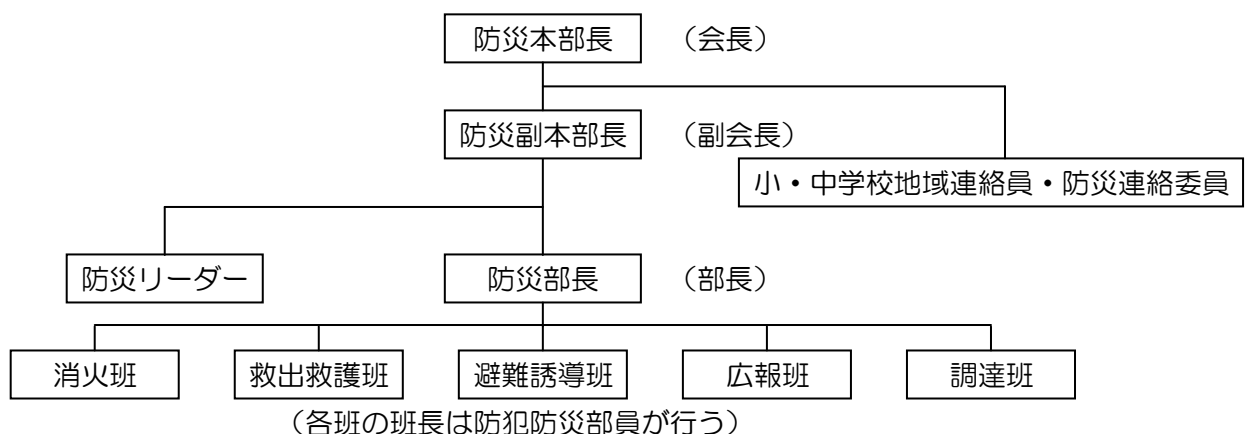 防災本部長 （会長）
防災副本部長 （副会長）
小・中学校地域連絡員・防災連絡委員
防災リーダー 防災部長 （部長）
消火班 救出救護班 避難誘導班 広報班 調達班
（各班の班長は防犯防災部員が行う）